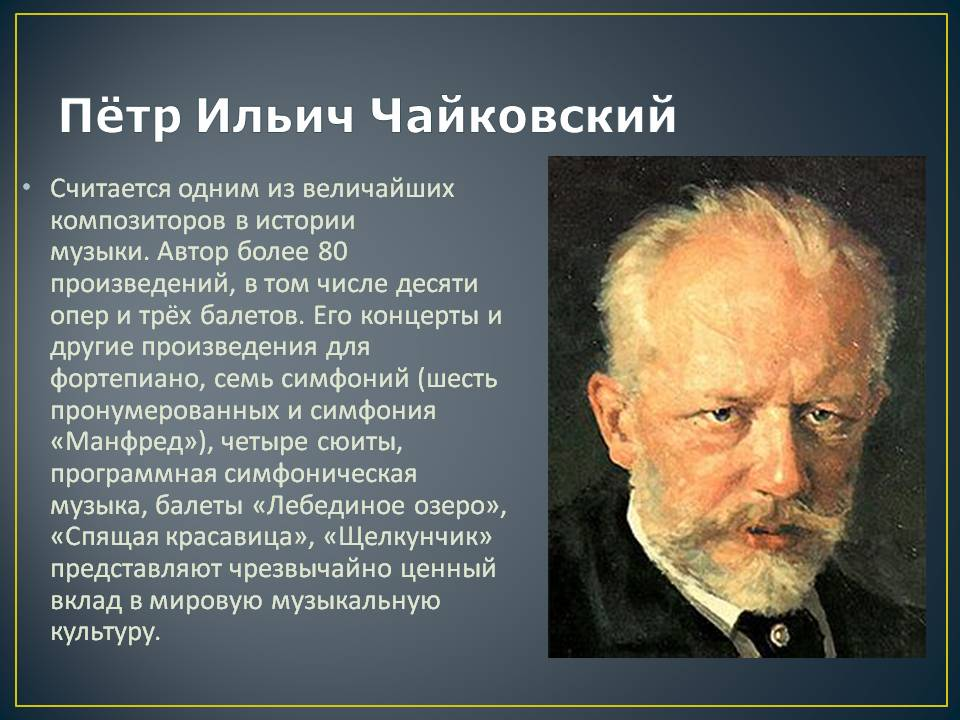 Пётр Ильич Чайковский
• Считается одним из величайших
композиторов в истории
музыки. Автор более 80
произведений, в том числе десяти
опер и трёх балетов. Его концерты и
другие произведения для
фортепиано, семь симфоний (шесть
пронумерованных и симфония
«Манфред»), четыре сюиты,
программная симфоническая
музыка, балеты «Лебединое озеро»,
«Спящая красавица», «Щелкунчик»
представляют чрезвычайно ценный
вклад в мировую музыкальную
культуру.